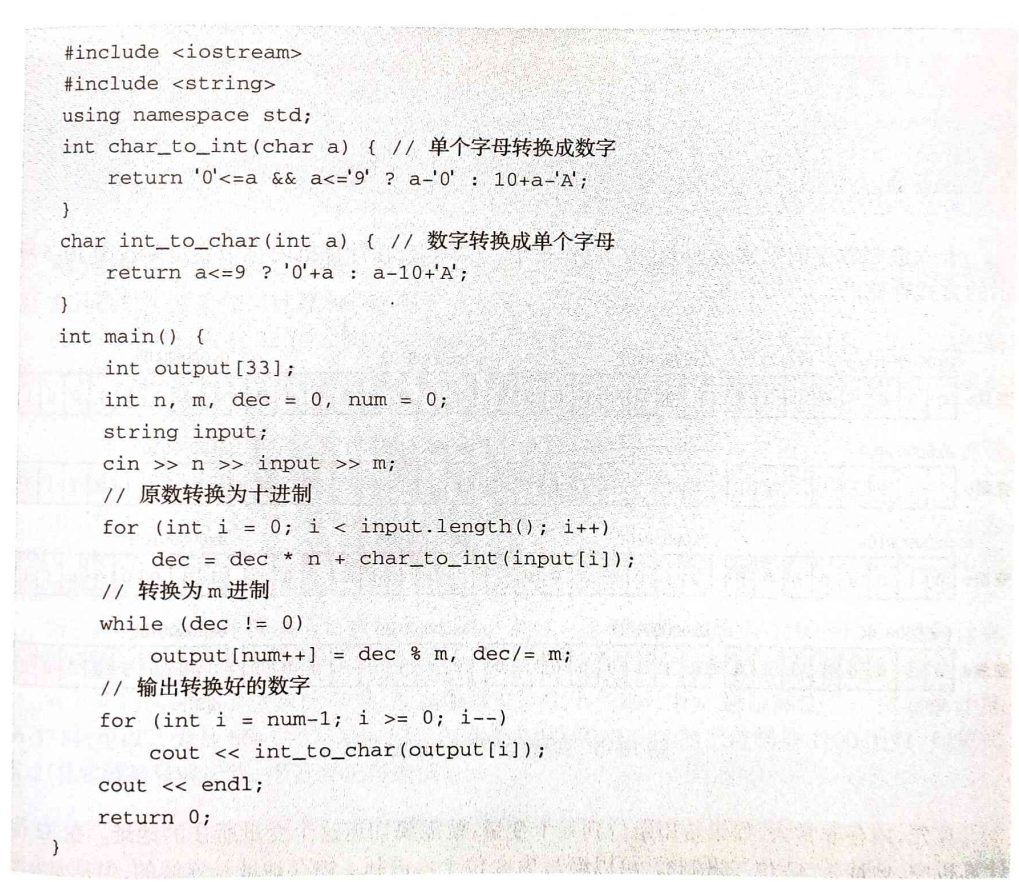 #include <iostream>
#include <string>
using namespace std;
int char_to_int(char a) { // 单个字母转换成数字
    return '0'<=a && a<='9' ? a-'0' : 10+a-'A';
}
char int_to_char(int a) { // 数字转换成单个字母
    return a<=9 ? '0'+a : a-10+'A';
}
int main() {
    int output[33];
    int n, m, dec = 0, num = 0;
    string input;
    cin >> n >> input >> m;
    // 原数转换为十进制
    for (int i = 0; i < input.length(); i++)
        dec = dec * n + char_to_int(input[i]);
    // 转换为 m 进制
    while (dec != 0)
        output[num++] = dec % m, dec/= m;
    // 输出转换好的数字
    for (int i = num-1; i >= 0; i--)
        cout << int_to_char(output[i]);
    cout << endl;
    return 0;
}